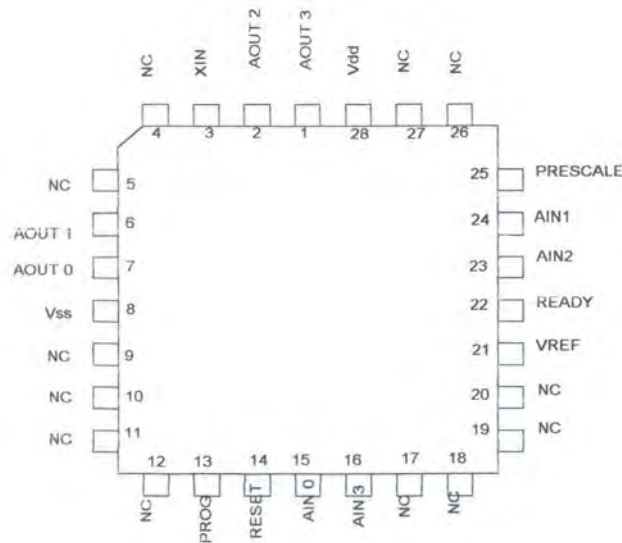 NC XIN AOUT 2 AOUT 3 Vdd NC NC
4 3 2 1 28 27 26
NC 5
AOUT 1 6
AOUT 0 7
Vss 8
NC 9
NC 10
NC 11
25 PRESCALE
24 AIN1
23 AIN2
22 READY
21 VREF
20 NC
19 NC
12 13 14 15 16 17 18
NC PROG RESET AIN 0 AIN 3 NC NC